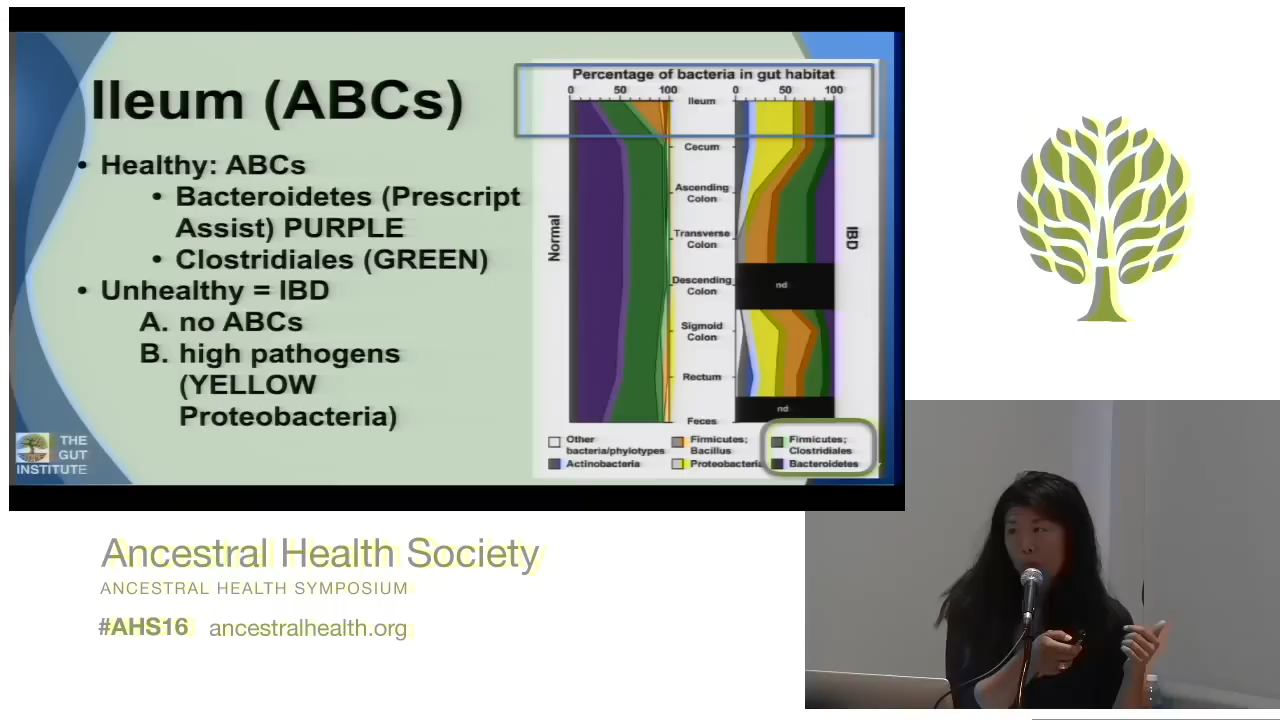 Ileum (ABCs)
• Healthy: ABCs
• Bacteroidetes (Prescript
Assist) PURPLE
• Clostridiales (GREEN)
• Unhealthy = IBD
A. no ABCs
B. high pathogens
(YELLOW
Proteobacteria)
THE
GUT
INSTITUTE
Percentage of bacteria in gut habitat
0 50 100 0 50 100
Ileum
Cecum
Ascending
Colon
Normal
Transverse
Colon
IBD
Descending
Colon
nd
Sigmoid
Colon
Rectum
nd
Feces
Other
bacteria/phylotypes
Actinobacteria
Firmicutes;
Bacillus
Proteobacteria
Firmicutes;
Clostridiales
Bacteroidetes
Ancestral Health Society
ANCESTRAL HEALTH SYMPOSIUM
#AHS16 ancestralhealth.org